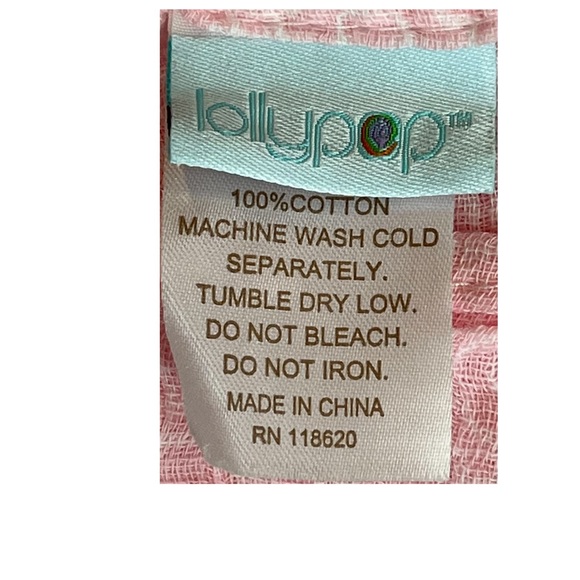 lollypop™
100%COTTON
MACHINE WASH COLD
SEPARATELY.
TUMBLE DRY LOW.
DO NOT BLEACH.
DO NOT IRON.
MADE IN CHINA
RN 118620